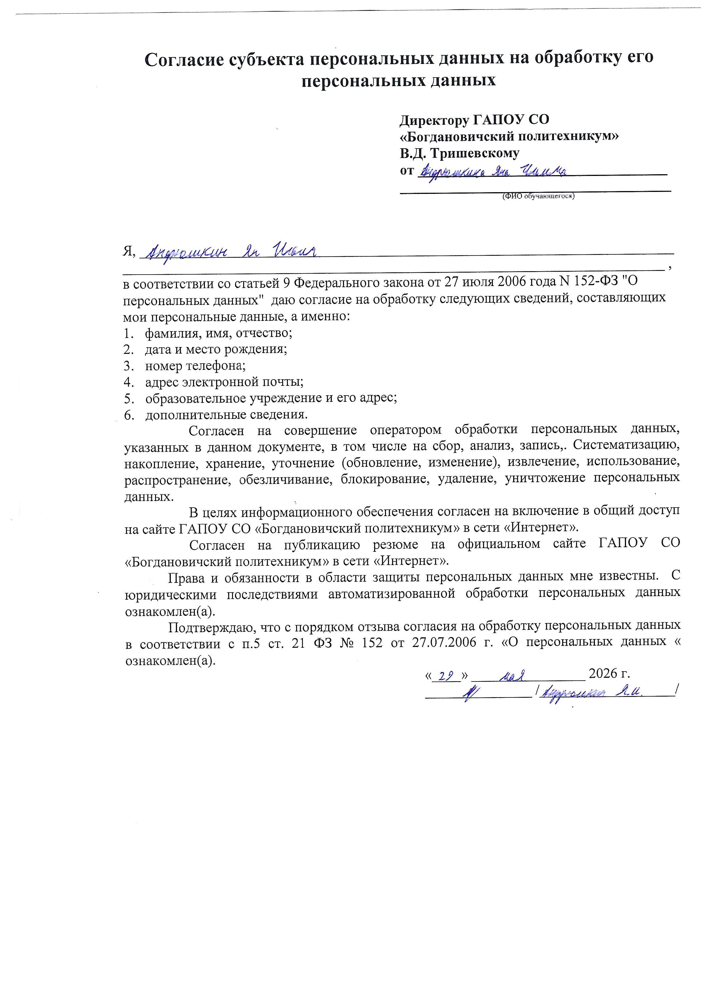 Согласие субъекта персональных данных на обработку его
персональных данных
Директору ГАПОУ СО
«Богдановичский политехникум»
В.Д. Тришевскому
от Андрюшкина Яна
(ФИО обучающегося)
Я, Андрюшкин Ян
,
в соответствии со статьей 9 Федерального закона от 27 июля 2006 года N 152-ФЗ "О
персональных данных" даю согласие на обработку следующих сведений, составляющих
мои персональные данные, а именно:
1. фамилия, имя, отчество;
2. дата и место рождения;
3. номер телефона;
4. адрес электронной почты;
5. образовательное учреждение и его адрес;
6. дополнительные сведения.
Согласен на совершение оператором обработки персональных данных,
указанных в данном документе, в том числе на сбор, анализ, запись,. Систематизацию,
накопление, хранение, уточнение (обновление, изменение), извлечение, использование,
распространение, обезличивание, блокирование, удаление, уничтожение персональных
данных.
В целях информационного обеспечения согласен на включение в общий доступ
на сайте ГАПОУ СО «Богдановичский политехникум» в сети «Интернет».
Согласен на публикацию резюме на официальном сайте ГАПОУ СО
«Богдановичский политехникум» в сети «Интернет».
Права и обязанности в области защиты персональных данных мне известны. С
юридическими последствиями автоматизированной обработки персональных данных
ознакомлен(а).
Подтверждаю, что с порядком отзыва согласия на обработку персональных данных
в соответствии с п.5 ст. 21 ФЗ № 152 от 27.07.2006 г. «О персональных данных «
ознакомлен(а).
«29» мая 2026 г.
/ Андрюшкин Я.И. /